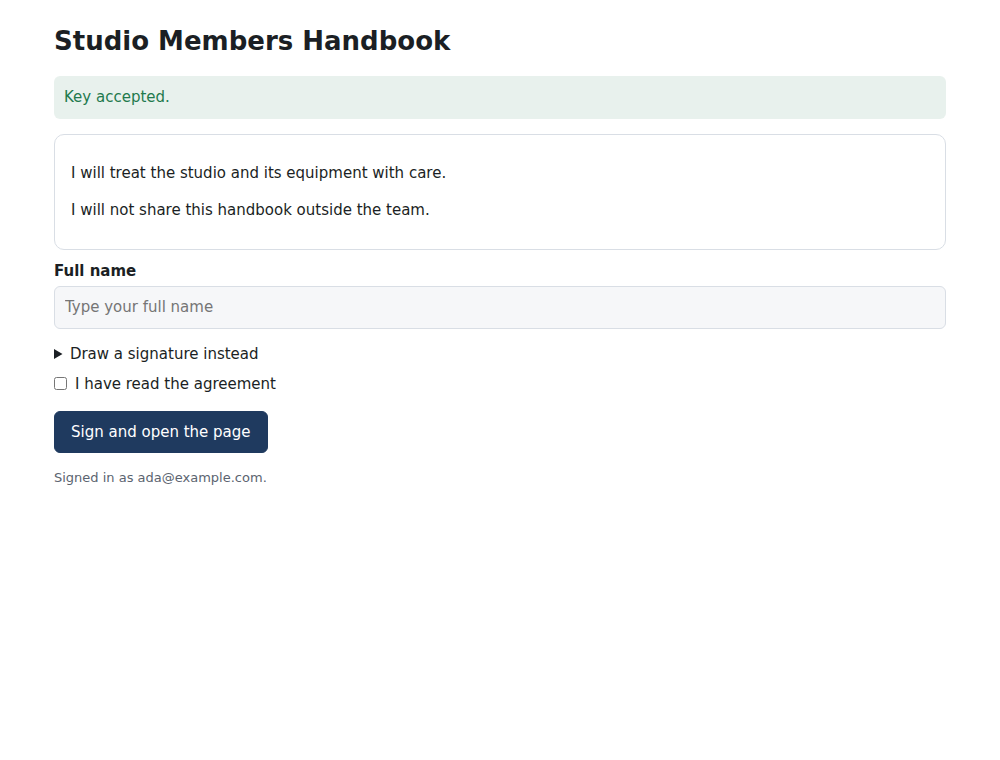 Studio Members Handbook
Key accepted.
I will treat the studio and its equipment with care.
I will not share this handbook outside the team.
Full name
Type your full name
Draw a signature instead
I have read the agreement
Sign and open the page
Signed in as ada@example.com.